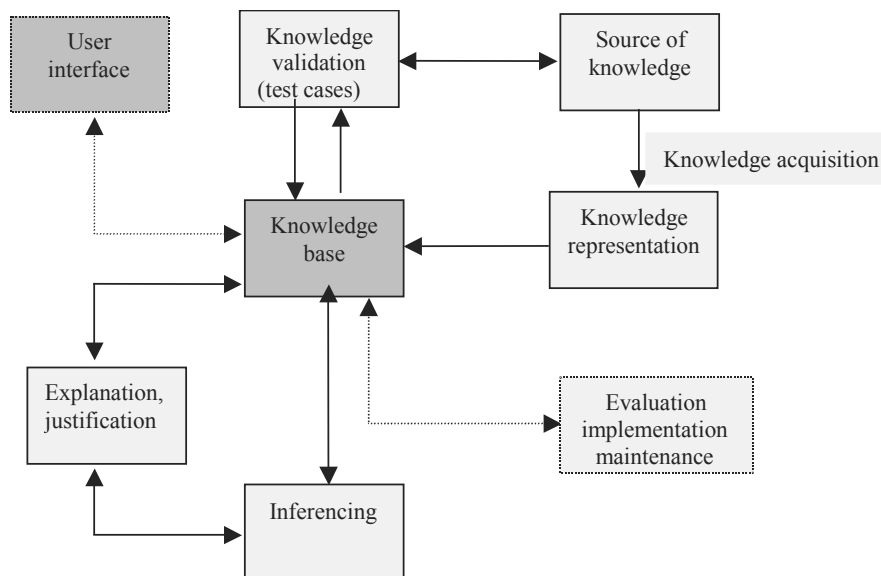 User
interface
Knowledge
validation
(test cases)
Source of
knowledge
Knowledge acquisition
Knowledge
base
Knowledge
representation
Explanation,
justification
Evaluation
implementation
maintenance
Inferencing